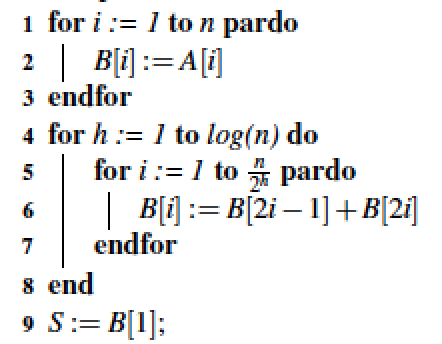 1 for i := 1 to n pardo
2 B[i] := A[i]
3 endfor
4 for h := 1 to log(n) do
5 for i := 1 to n/2^h pardo
6 B[i] := B[2i − 1] + B[2i]
7 endfor
8 end
9 S := B[1];